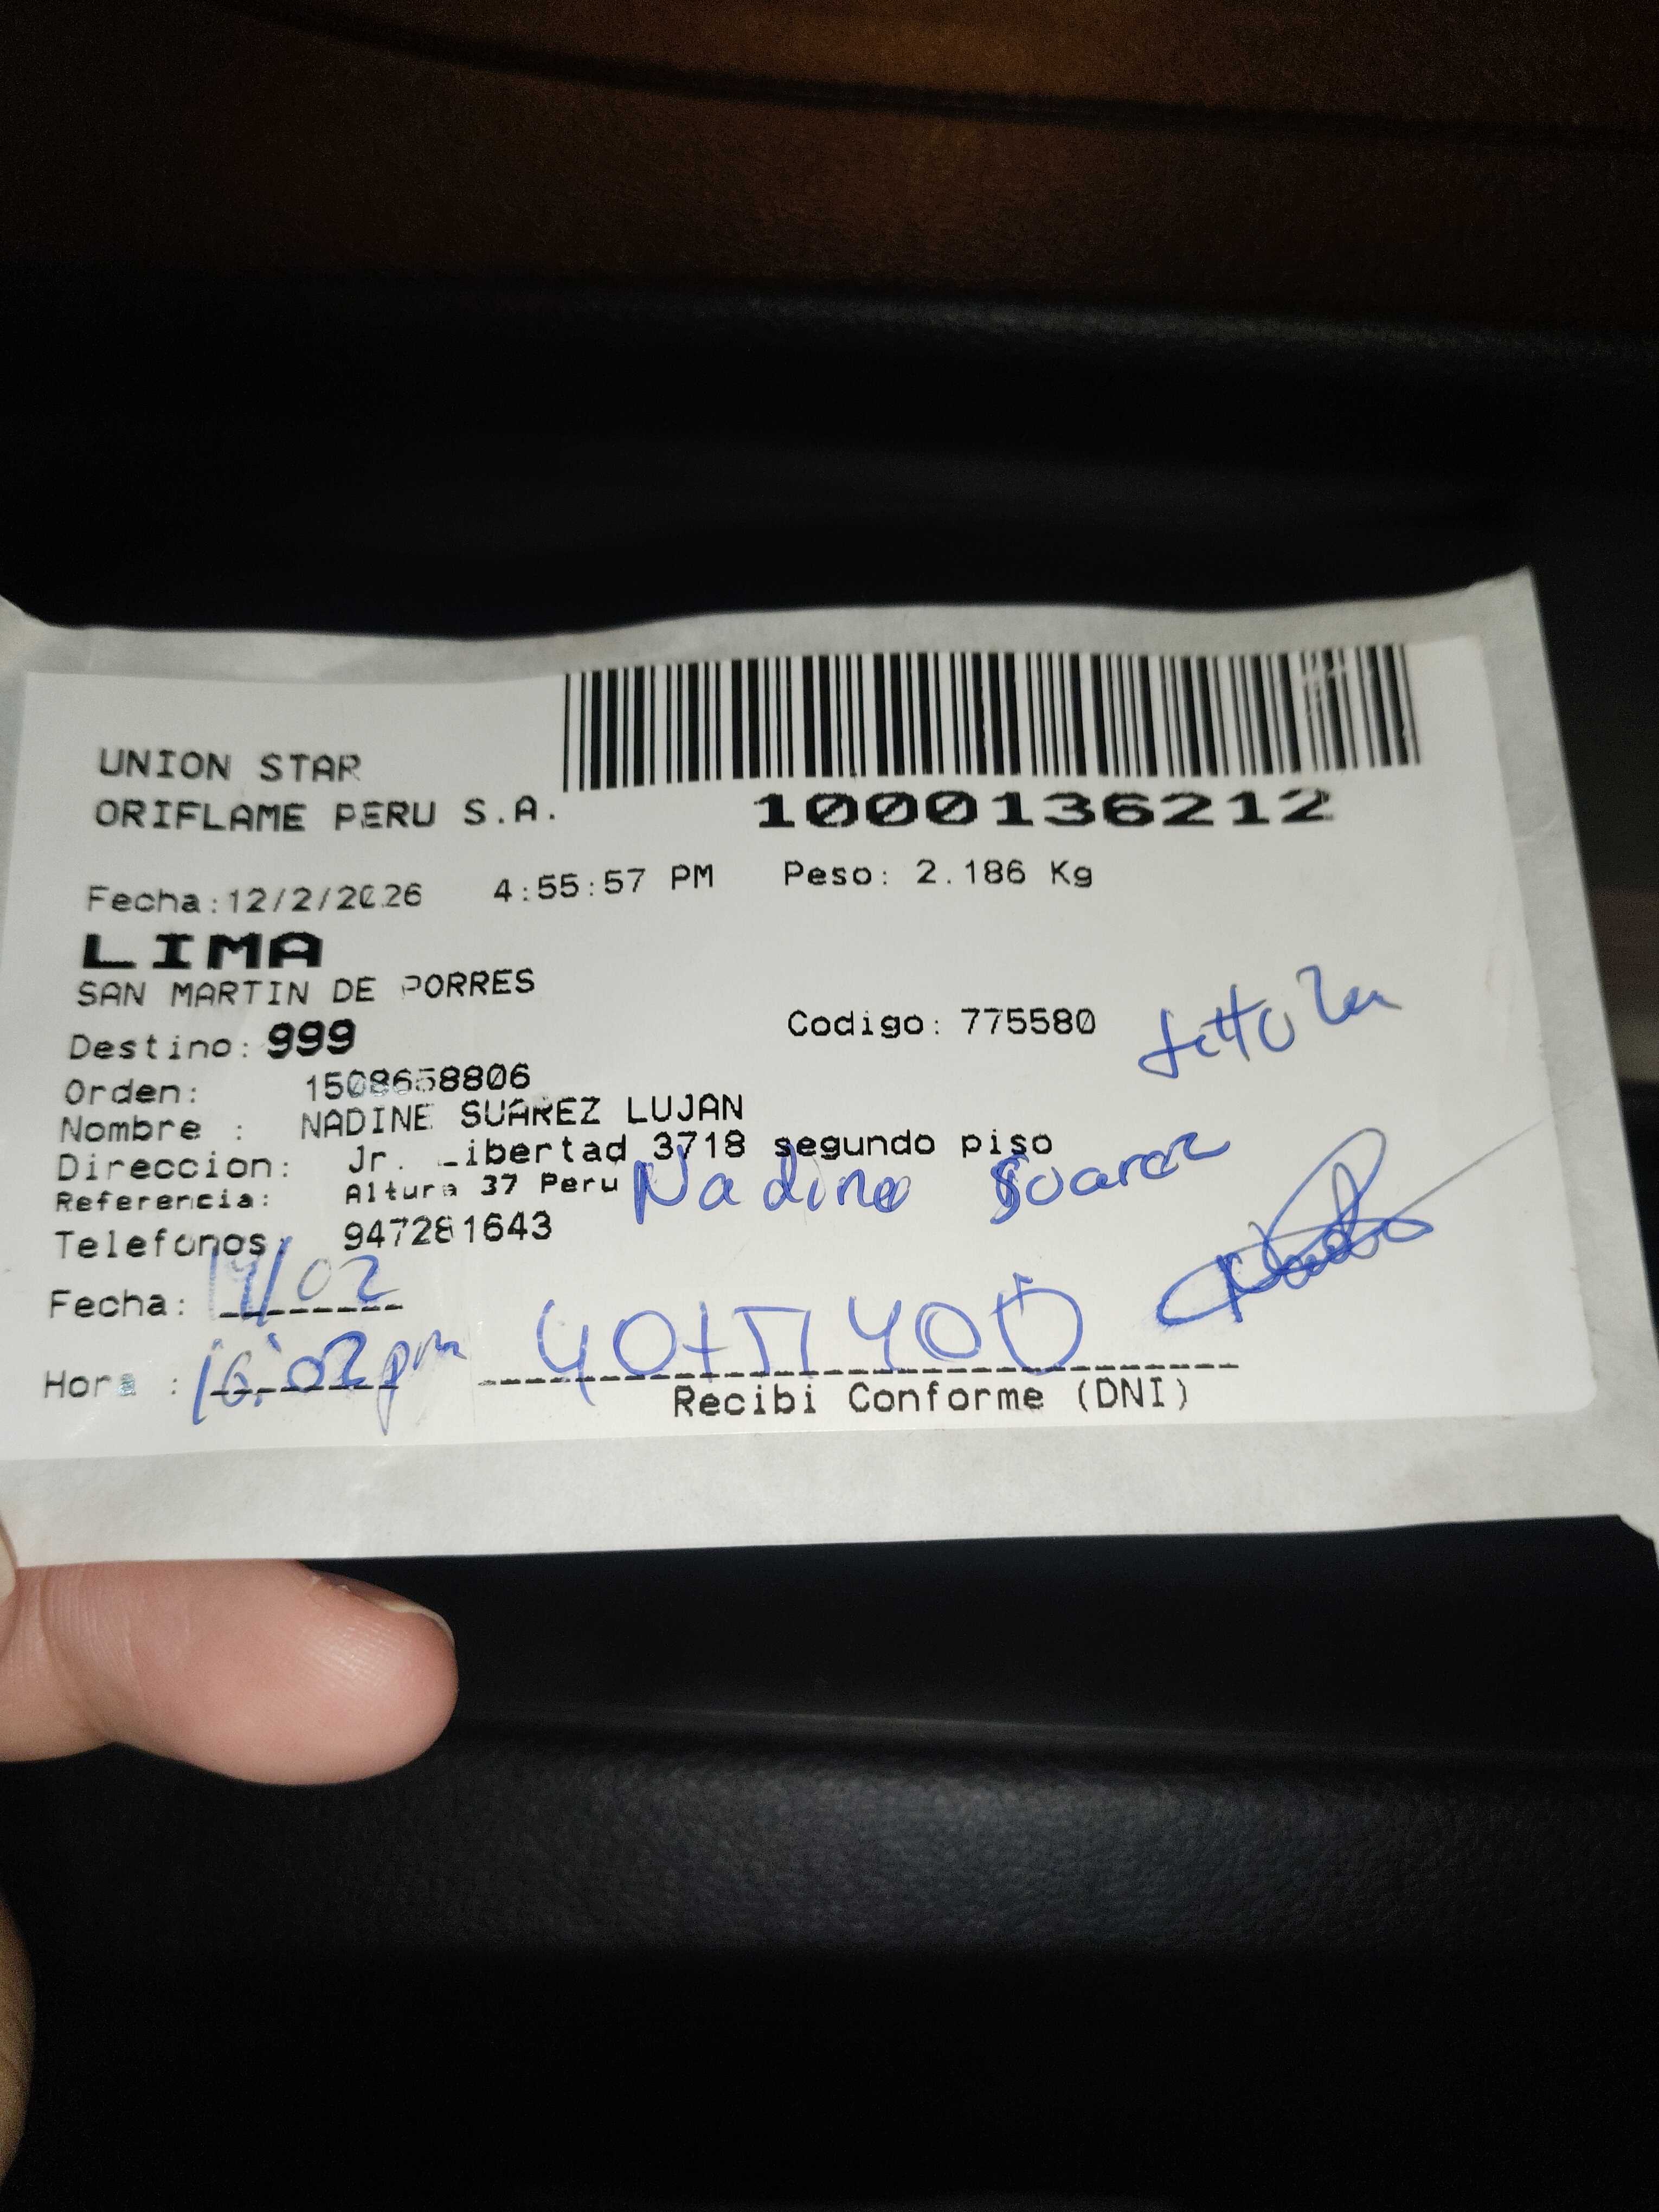 UNION STAR
ORIFLAME PERU S.A.
1000136212
Fecha:12/2/2026 4:55:57 PM Peso: 2.186 Kg
LIMA
SAN MARTIN DE PORRES
Destino: 999 Codigo: 775580
Orden: 1508658806
Nombre : NADINE SUAREZ LUJAN
Direccion: Jr. Libertad 3718 segundo piso
Referencia: Altura 37 Peru
Nadine Suarez
Telefonos: 947281643
Fecha: 14/02
Hora : 16:02 pm
Recibi Conforme (DNI)